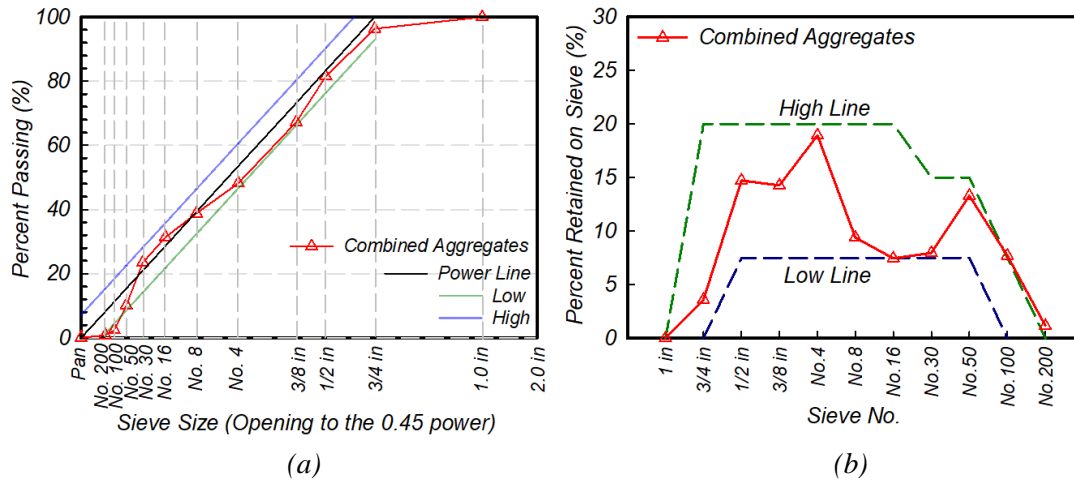 100
80
60
40
20
0
Percent Passing (%)
Combined Aggregates
Power Line
Low
High
Pan
No. 200
No. 100
No. 50
No. 30
No. 16
No. 8
No. 4
3/8 in
1/2 in
3/4 in
1.0 in
2.0 in
Sieve Size (Opening to the 0.45 power)
(a)
30
25
20
15
10
5
0
Percent Retained on Sieve (%)
Combined Aggregates
High Line
Low Line
1 in
3/4 in
1/2 in
3/8 in
No.4
No.8
No.16
No.30
No.50
No.100
No.200
Sieve No.
(b)